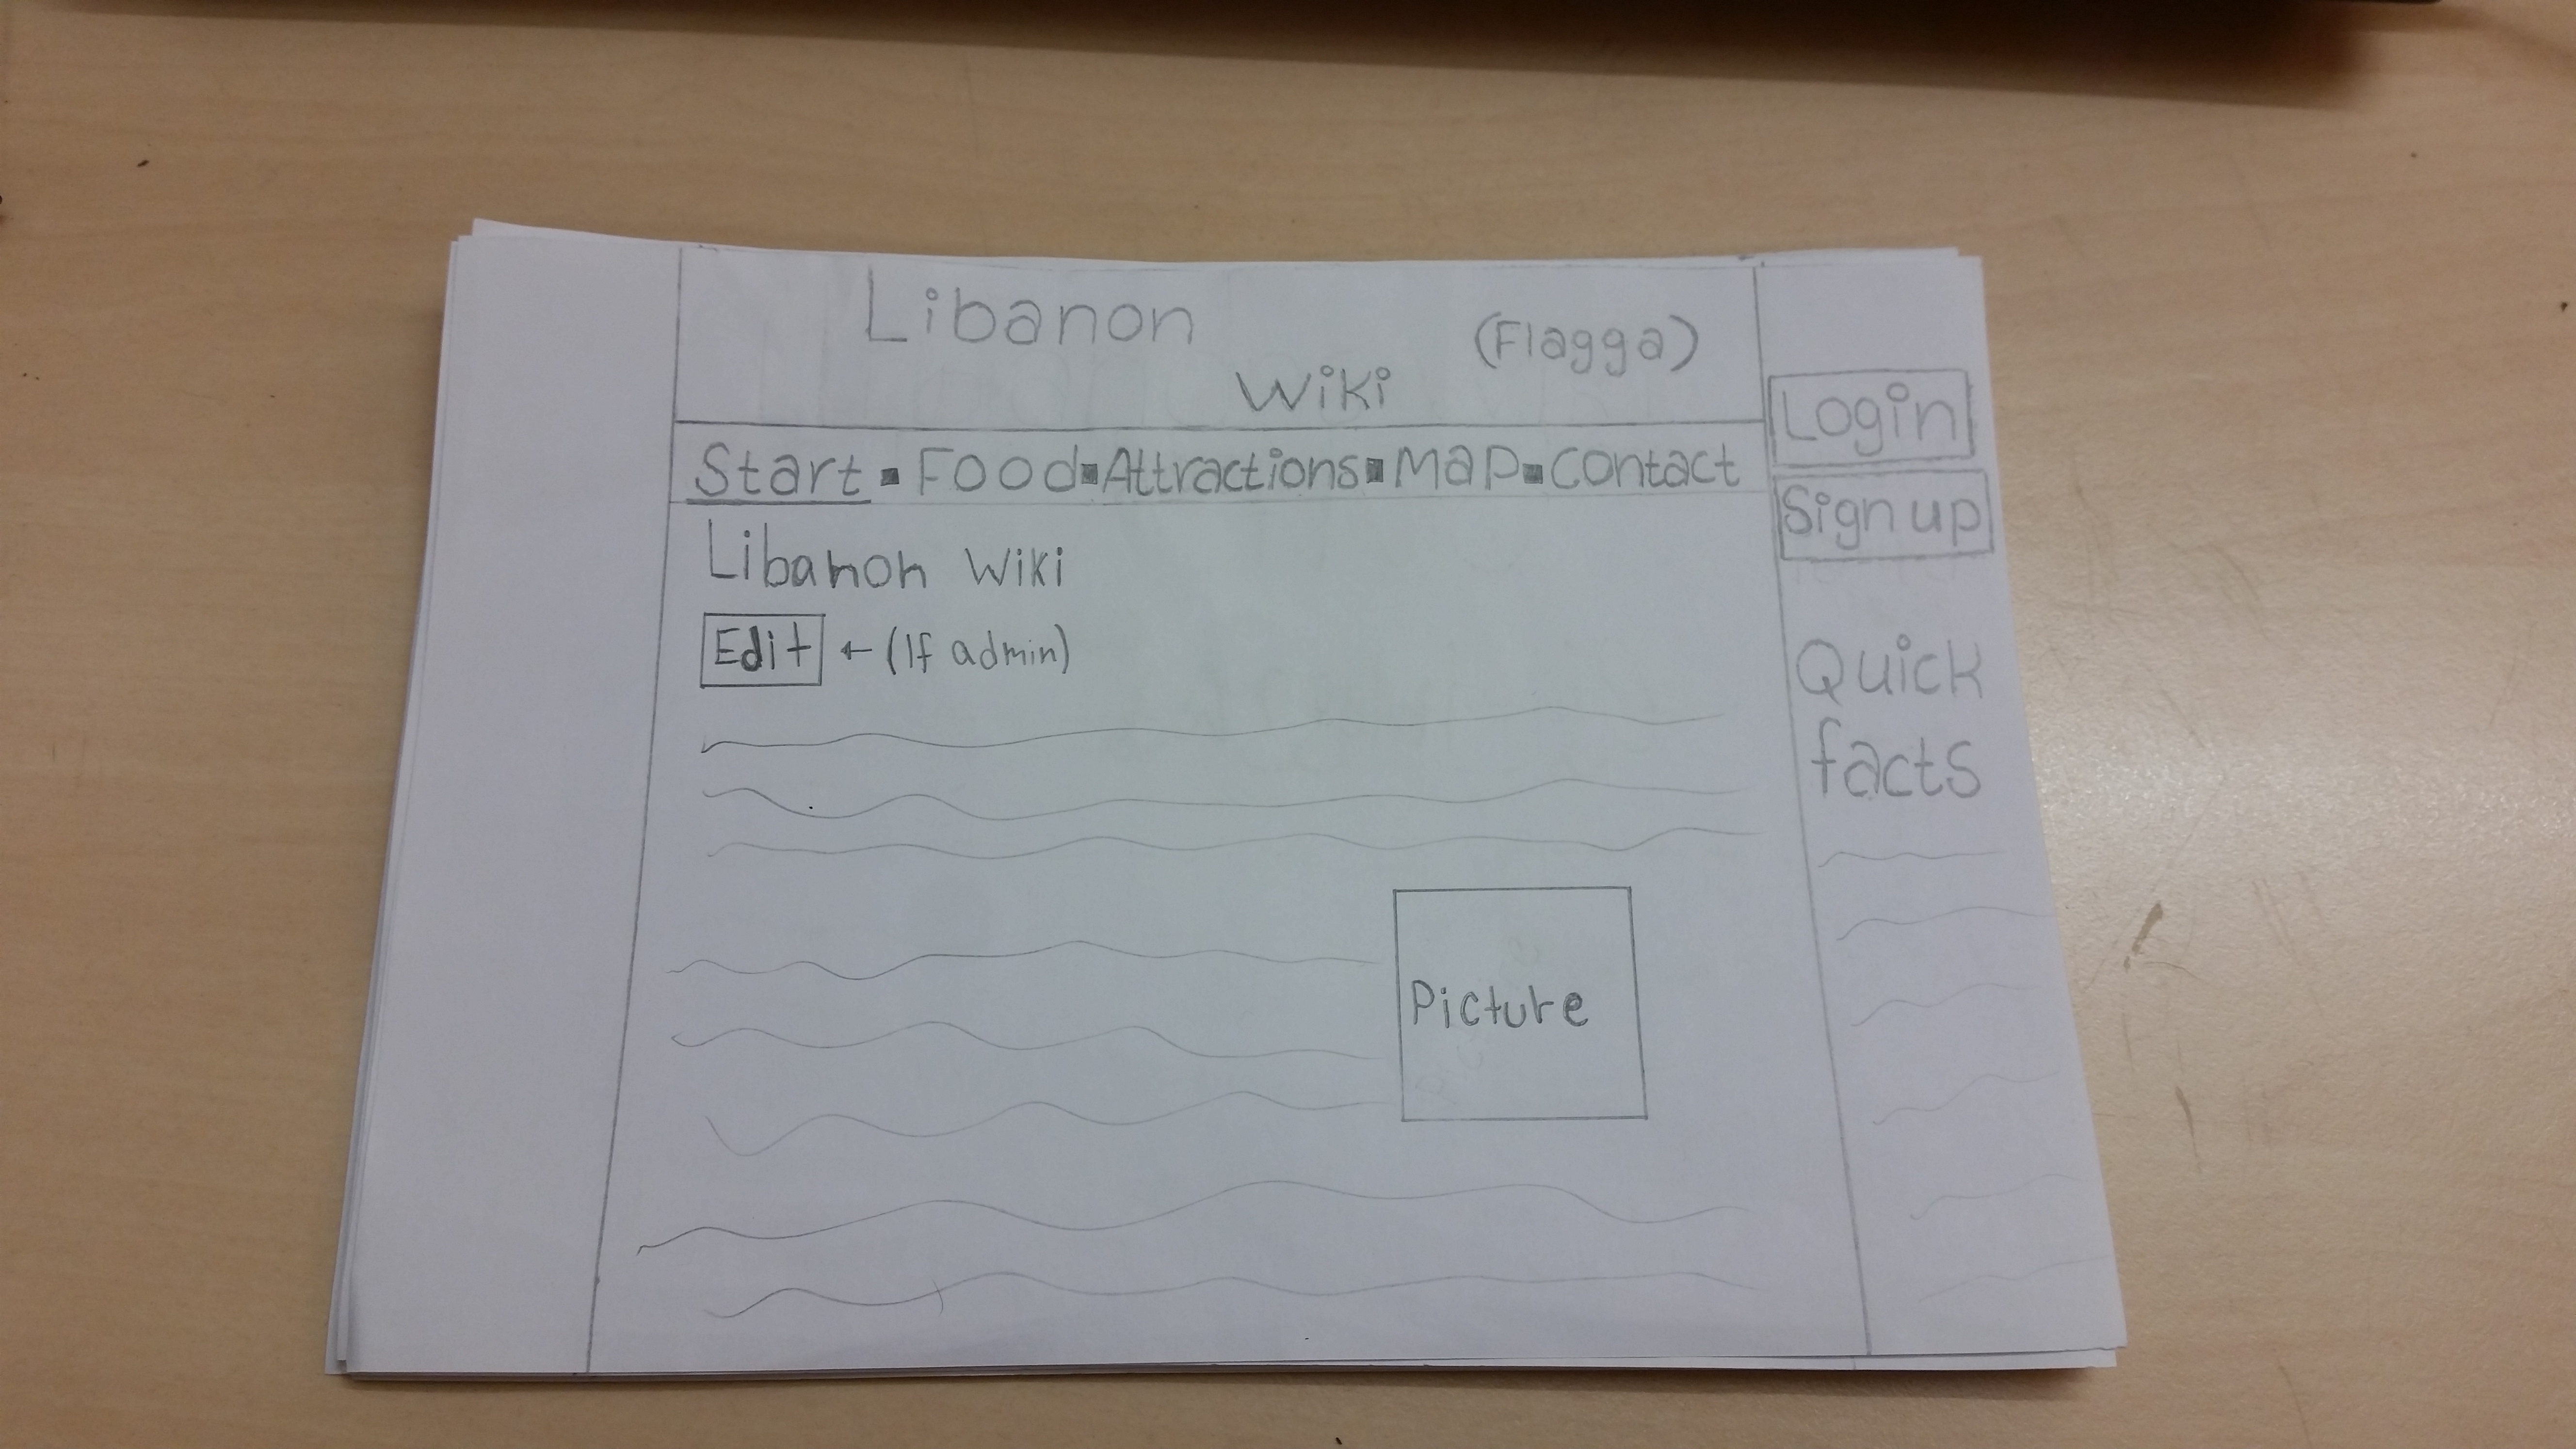 Libanon
Wiki
(Flagga)
Start▪Food▪Attractions▪Map▪Contact
Login
Sign up
Libanon Wiki
Edit ← (If admin)
Quick
facts
Picture